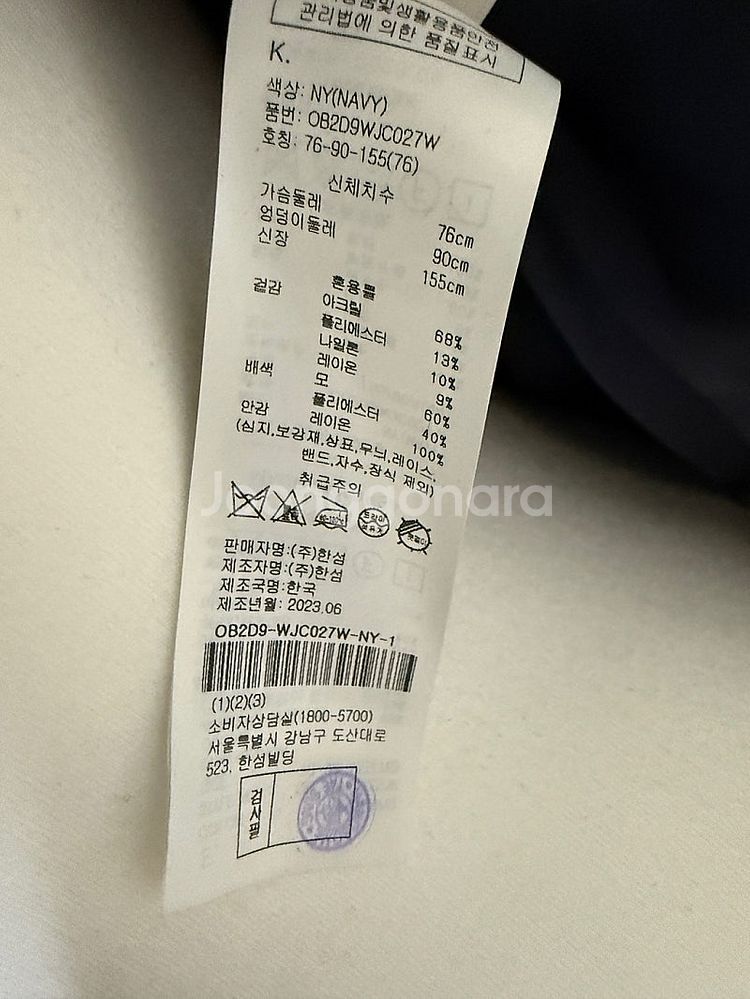 관리법에 의한 품질표시
K.
색상: NY(NAVY)
품번: OB2D9WJC027W
호칭: 76-90-155(76)
신체치수
가슴둘레 76cm
엉덩이둘레 90cm
신장 155cm
혼용률
겉감 아크릴 68%
폴리에스터 13%
나일론 10%
레이온 9%
배색 모 60%
폴리에스터 40%
안감 레이온 100%
(심지,보강재,상표,무늬,레이스,
밴드,자수,장식 제외)
취급주의
Joonggonara
판매자명:(주)한섬
제조자명:(주)한섬
제조국명:한국
제조년월: 2023.06
OB2D9-WJC027W-NY-1
(1)(2)(3)
소비자상담실(1800-5700)
서울특별시 강남구 도산대로
523, 한섬빌딩
검사필